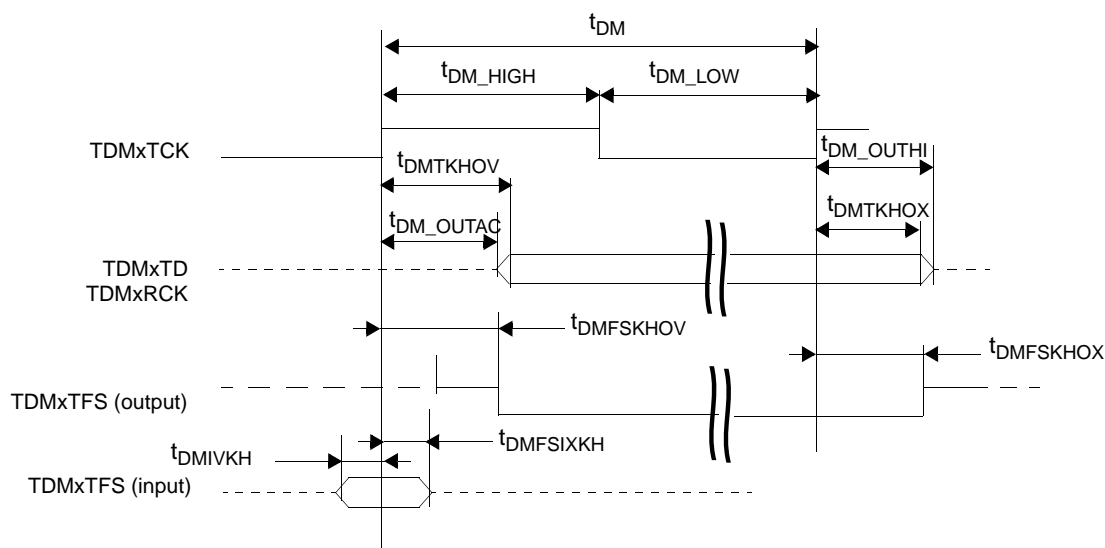 tDM
tDM_HIGH
tDM_LOW
TDMxTCK
tDM_OUTHI
tDMTKHOV
tDMTKHOX
tDM_OUTAC
TDMxTD
TDMxRCK
tDMFSKHOV
tDMFSKHOX
TDMxTFS (output)
tDMFSIXKH
tDMIVKH
TDMxTFS (input)